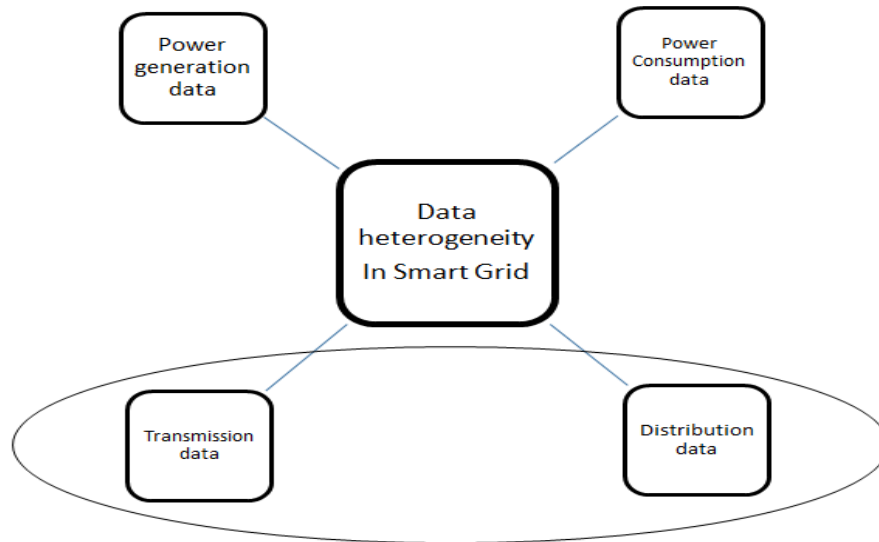 Power
generation
data
Power
Consumption
data
Data
heterogeneity
In Smart Grid
Transmission
data
Distribution
data